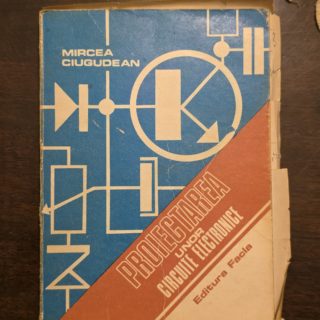 MIRCEA
CIUGUDEAN
PROIECTAREA
UNOR
CIRCUITE ELECTRONICE
Editura Facla